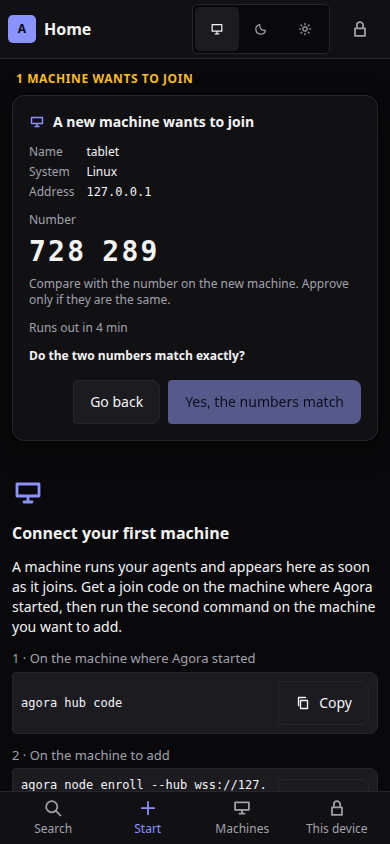 A Home
1 MACHINE WANTS TO JOIN
A new machine wants to join
Name tablet
System Linux
Address 127.0.0.1
Number
728 289
Compare with the number on the new machine. Approve
only if they are the same.
Runs out in 4 min
Do the two numbers match exactly?
Go back Yes, the numbers match
Connect your first machine
A machine runs your agents and appears here as soon
as it joins. Get a join code on the machine where Agora
started, then run the second command on the machine
you want to add.
1 · On the machine where Agora started
agora hub code Copy
2 · On the machine to add
agora node enroll --hub wss://127.
Search Start Machines This device